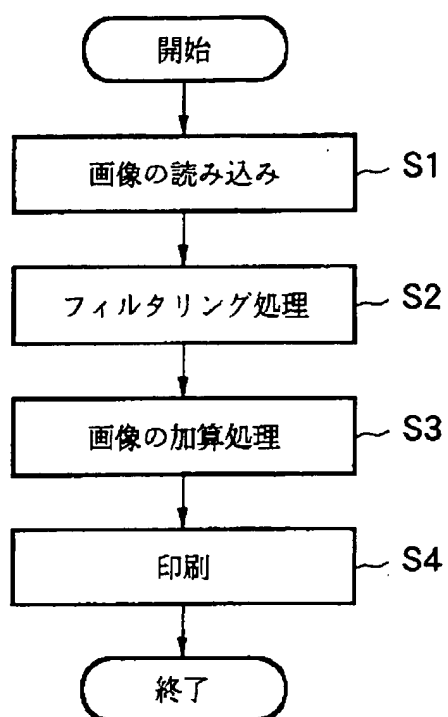 開始
画像の読み込み S1
フィルタリング処理 S2
画像の加算処理 S3
印刷 S4
終了